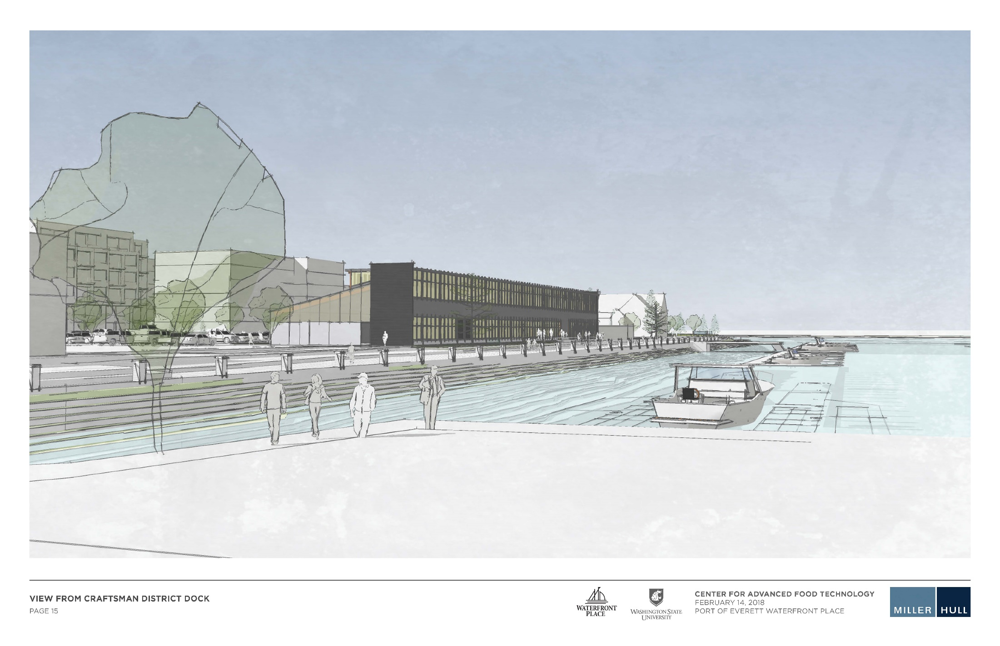 VIEW FROM CRAFTSMAN DISTRICT DOCK
PAGE 15
WATERFRONT
PLACE
WASHINGTON STATE
UNIVERSITY
CENTER FOR ADVANCED FOOD TECHNOLOGY
FEBRUARY 14, 2018
PORT OF EVERETT WATERFRONT PLACE
MILLER HULL